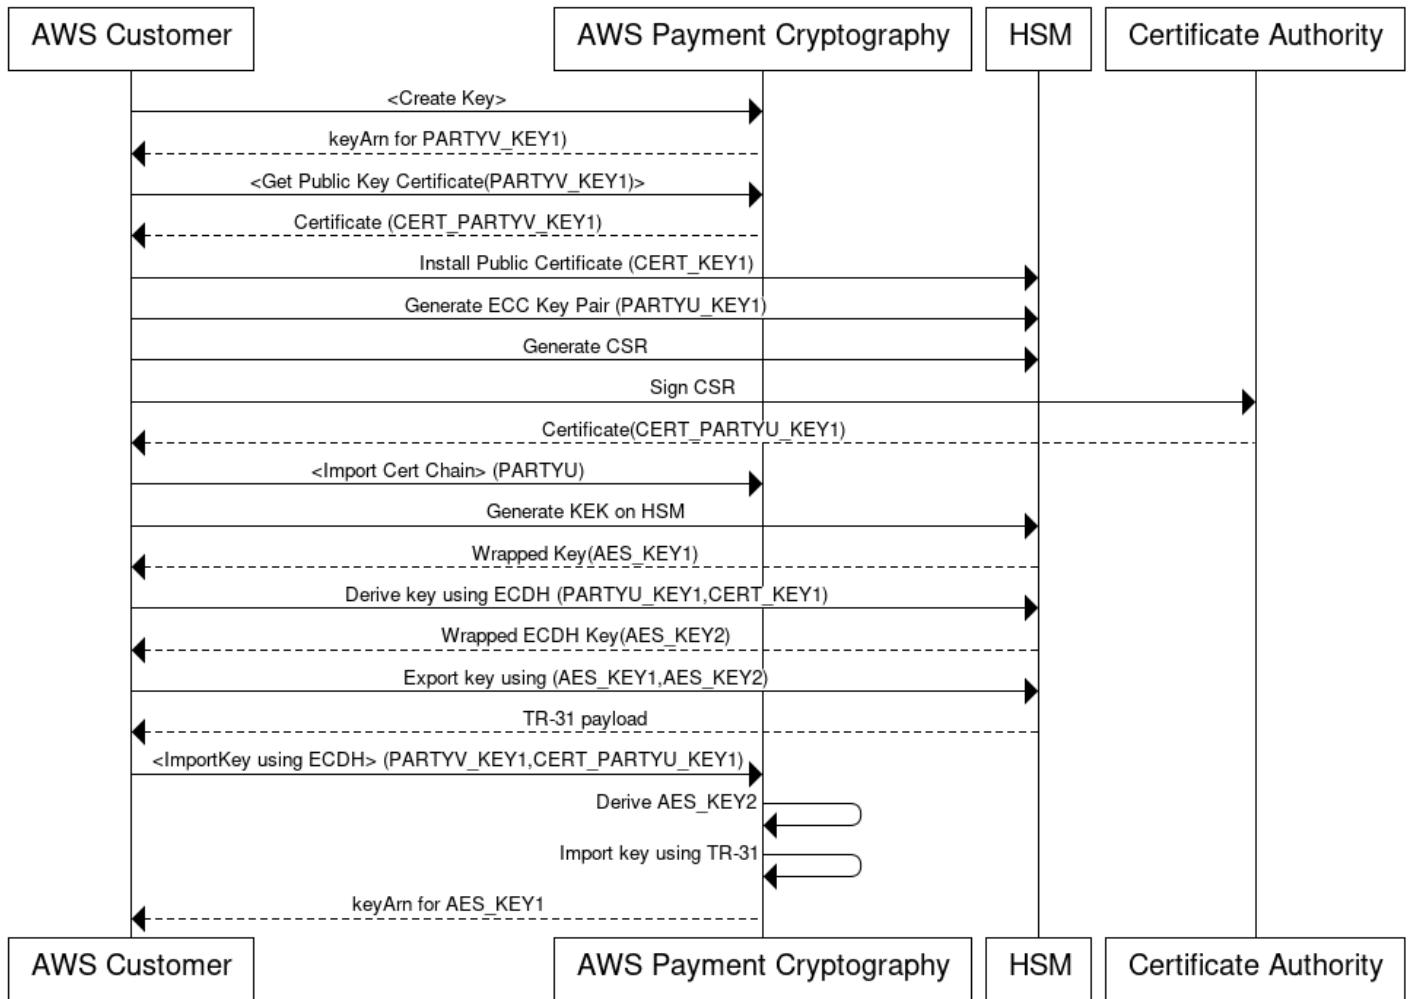 AWS Customer
AWS Payment Cryptography
HSM
Certificate Authority
<Create Key>
keyArn for PARTYV_KEY1)
<Get Public Key Certificate(PARTYV_KEY1)>
Certificate (CERT_PARTYV_KEY1)
Install Public Certificate (CERT_KEY1)
Generate ECC Key Pair (PARTYU_KEY1)
Generate CSR
Sign CSR
Certificate(CERT_PARTYU_KEY1)
<Import Cert Chain> (PARTYU)
Generate KEK on HSM
Wrapped Key(AES_KEY1)
Derive key using ECDH (PARTYU_KEY1,CERT_KEY1)
Wrapped ECDH Key(AES_KEY2)
Export key using (AES_KEY1,AES_KEY2)
TR-31 payload
<ImportKey using ECDH> (PARTYV_KEY1,CERT_PARTYU_KEY1)
Derive AES_KEY2
Import key using TR-31
keyArn for AES_KEY1
AWS Customer
AWS Payment Cryptography
HSM
Certificate Authority